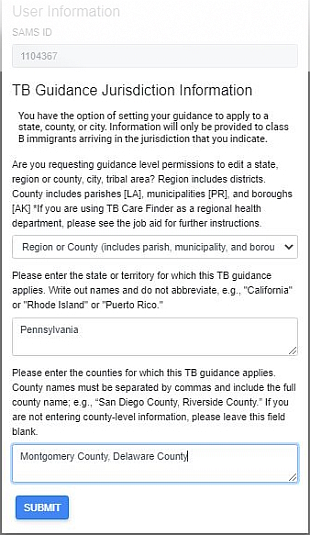 User Information
SAMS ID
1104367
TB Guidance Jurisdiction Information
You have the option of setting your guidance to apply to a
state, county, or city. Information will only be provided to class
B immigrants arriving in the jurisdiction that you indicate.
Are you requesting guidance level permissions to edit a state,
region or county, city, tribal area? Region includes districts.
County includes parishes [LA], municipalities [PR], and boroughs
[AK] *If you are using TB Care Finder as a regional health
department, please see the job aid for further instructions.
Region or County (includes parish, municipality, and borou
Please enter the state or territory for which this TB guidance
applies. Write out names and do not abbreviate, e.g., "California"
or "Rhode Island" or "Puerto Rico."
Pennsylvania
Please enter the counties for which this TB guidance applies.
County names must be separated by commas and include the full
county name; e.g., “San Diego County, Riverside County.” If you
are not entering county-level information, please leave this field
blank.
Montgomery County, Delaware County
SUBMIT